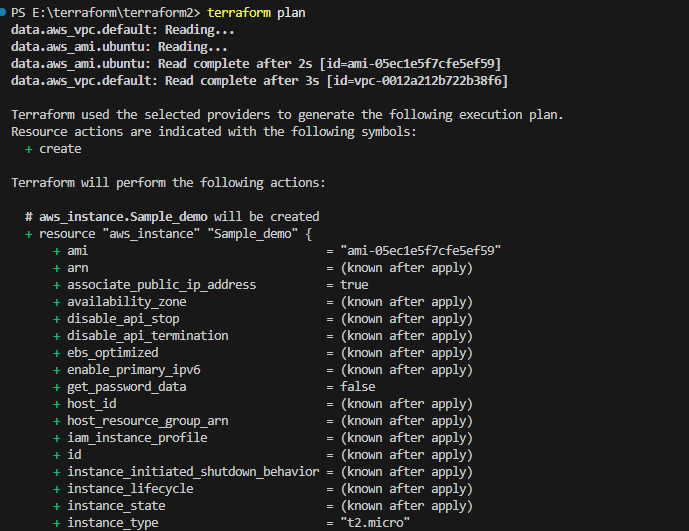 PS E:\terraform\terraform2> terraform plan
data.aws_vpc.default: Reading...
data.aws_ami.ubuntu: Reading...
data.aws_ami.ubuntu: Read complete after 2s [id=ami-05ec1e5f7cfe5ef59]
data.aws_vpc.default: Read complete after 3s [id=vpc-0012a212b722b38f6]
Terraform used the selected providers to generate the following execution plan.
Resource actions are indicated with the following symbols:
+ create
Terraform will perform the following actions:
# aws_instance.Sample_demo will be created
+ resource "aws_instance" "Sample_demo" {
+ ami = "ami-05ec1e5f7cfe5ef59"
+ arn = (known after apply)
+ associate_public_ip_address = true
+ availability_zone = (known after apply)
+ disable_api_stop = (known after apply)
+ disable_api_termination = (known after apply)
+ ebs_optimized = (known after apply)
+ enable_primary_ipv6 = (known after apply)
+ get_password_data = false
+ host_id = (known after apply)
+ host_resource_group_arn = (known after apply)
+ iam_instance_profile = (known after apply)
+ id = (known after apply)
+ instance_initiated_shutdown_behavior = (known after apply)
+ instance_lifecycle = (known after apply)
+ instance_state = (known after apply)
+ instance_type = "t2.micro"